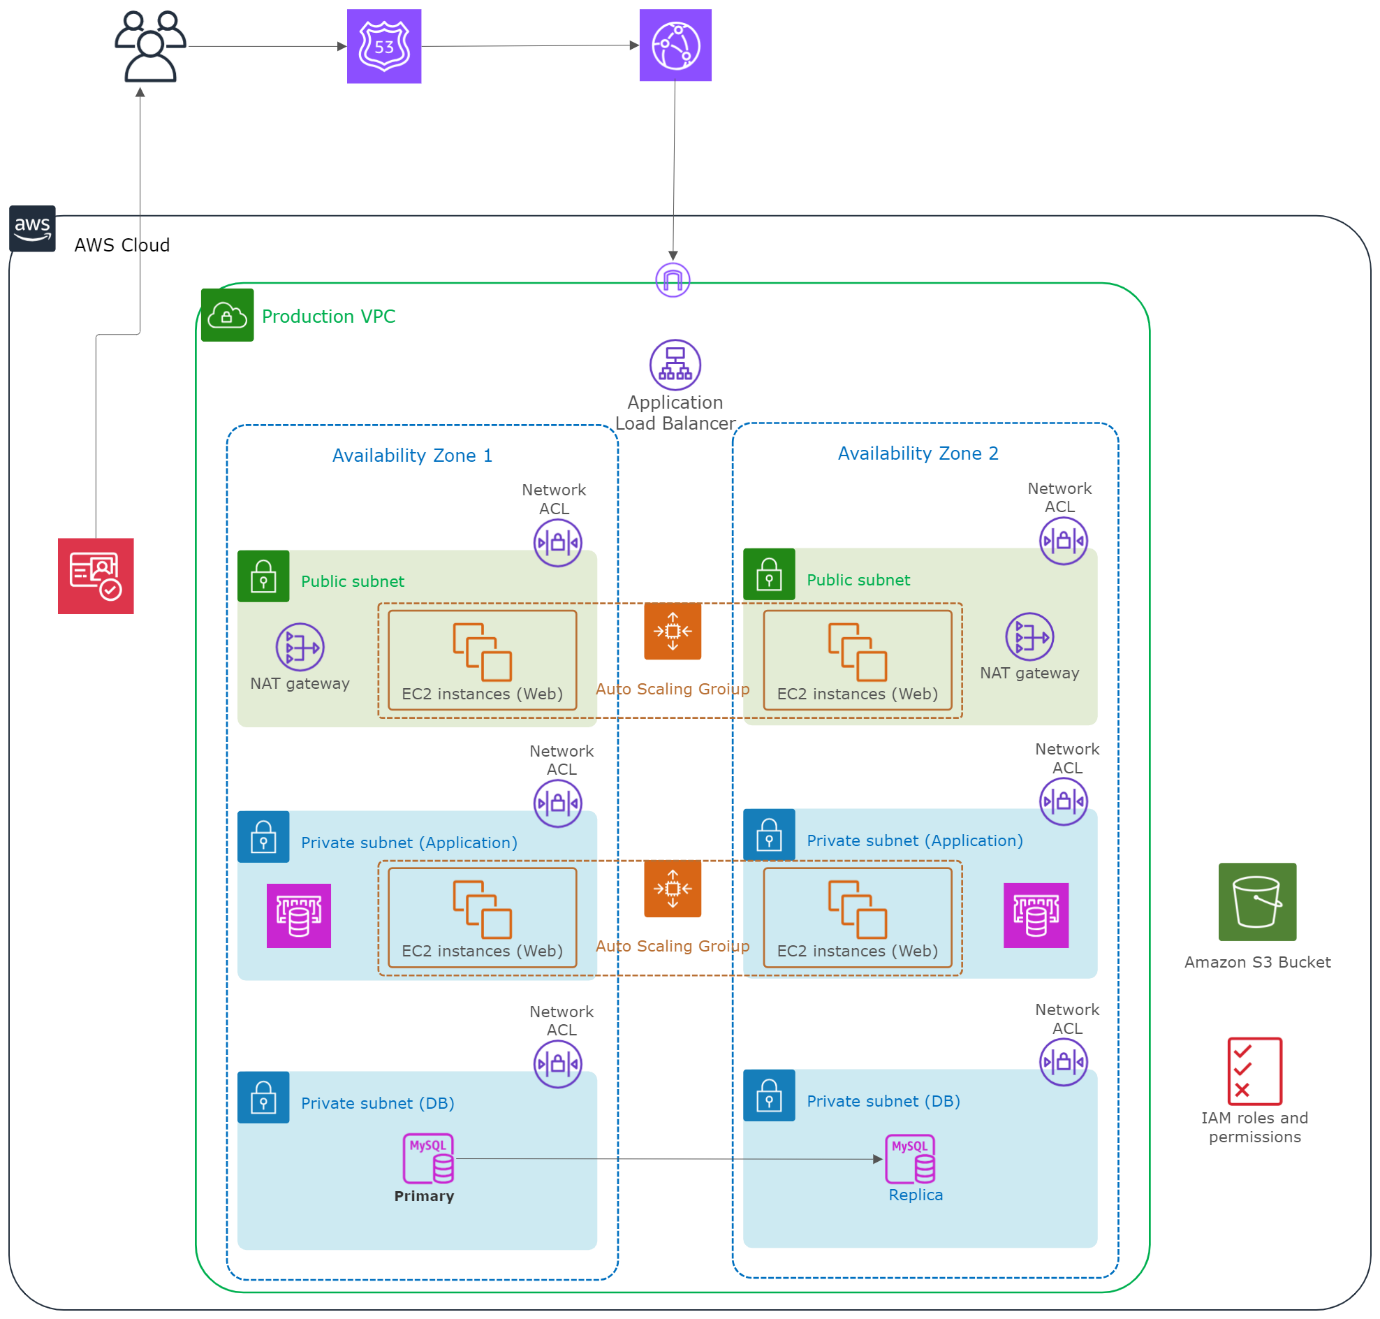 53
aws
AWS Cloud
Production VPC
Application
Load Balancer
Availability Zone 1
Availability Zone 2
Network
ACL
Network
ACL
Public subnet
Public subnet
NAT gateway
EC2 instances (Web)
Auto Scaling Groiup
EC2 instances (Web)
NAT gateway
Network
ACL
Network
ACL
Private subnet (Application)
Private subnet (Application)
EC2 instances (Web)
Auto Scaling Groiup
EC2 instances (Web)
Amazon S3 Bucket
Network
ACL
Network
ACL
Private subnet (DB)
Private subnet (DB)
IAM roles and
permissions
MySQL
Primary
MySQL
Replica